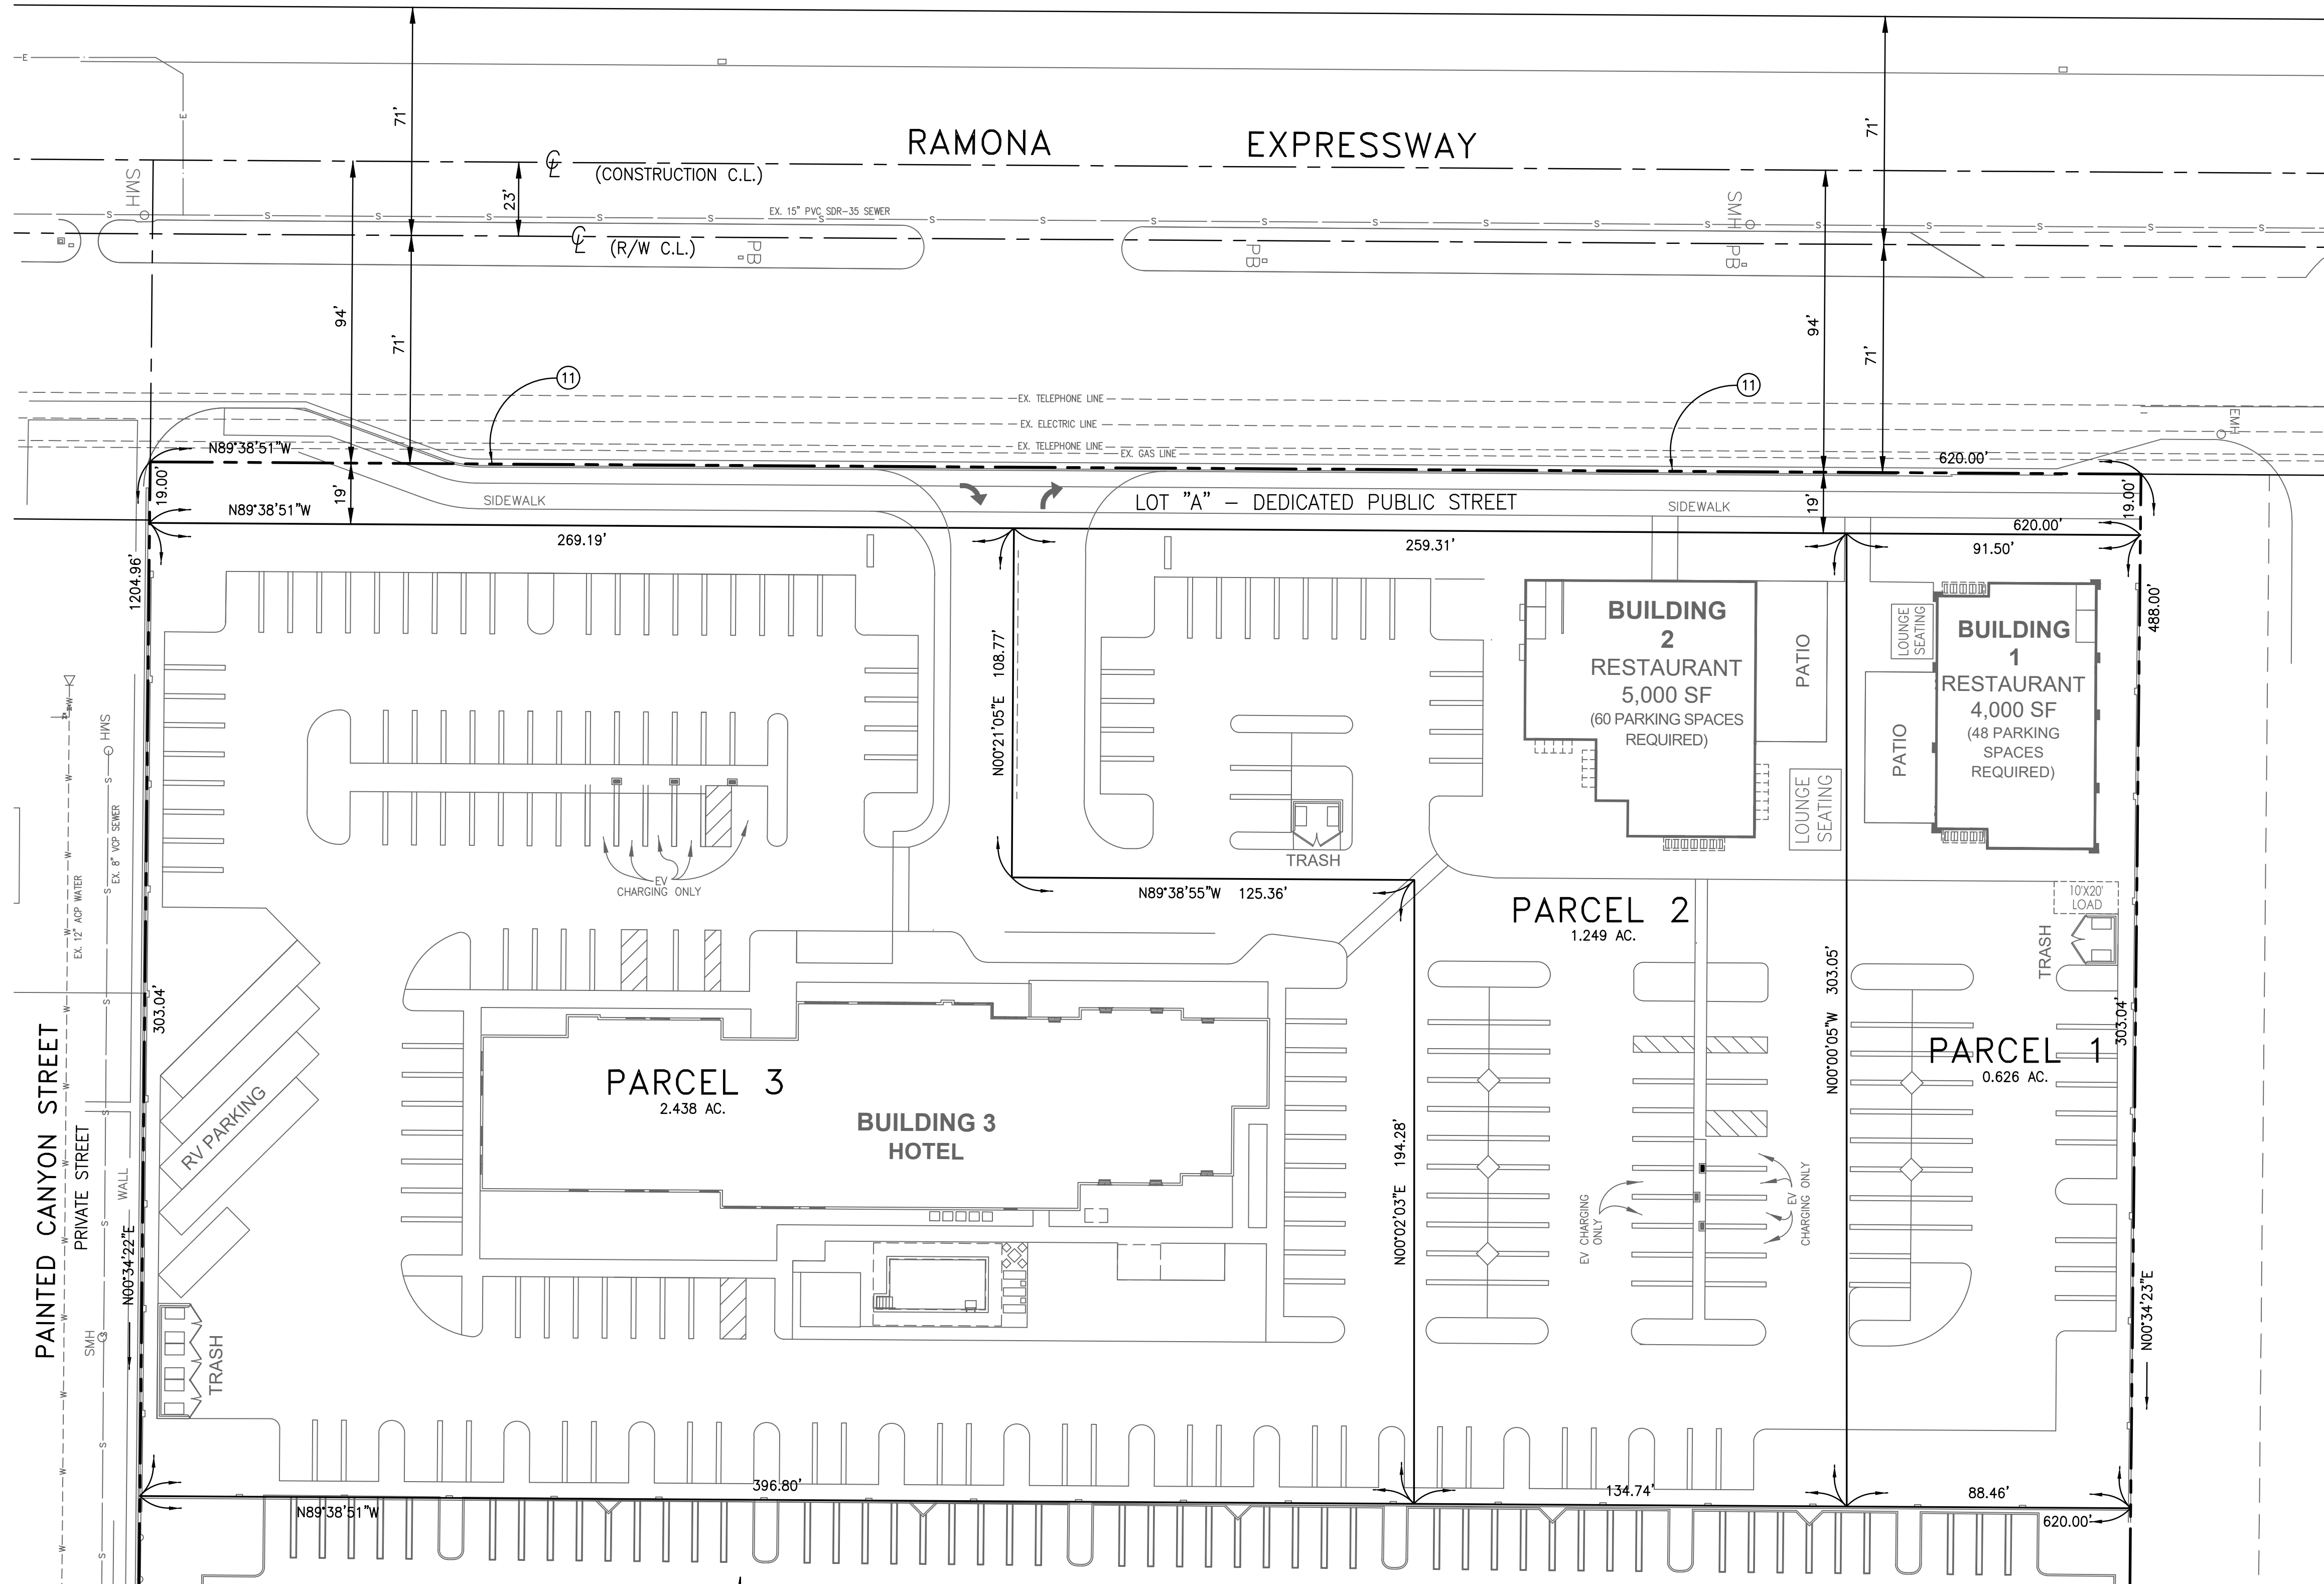 E
E
71'
71'
RAMONA EXPRESSWAY
℄ (CONSTRUCTION C.L.)
SMH
23'
SMH
S S S S S S EX. 15" PVC SDR-35 SEWER S S S S S S S S S S S S S S
℄ (R/W C.L.)
PB
PB
PB
94'
71'
94'
71'
11
11
EX. TELEPHONE LINE
EX. ELECTRIC LINE
EX. TELEPHONE LINE
EX. GAS LINE
EMH
N89°38'51"W
620.00'
19.00'
19'
SIDEWALK
LOT "A" – DEDICATED PUBLIC STREET
SIDEWALK
19'
19.00'
N89°38'51"W
620.00'
269.19'
259.31'
91.50'
1204.96'
488.00'
N00°21'05"E 108.77'
BUILDING
2
RESTAURANT
5,000 SF
(60 PARKING SPACES
REQUIRED)
PATIO
LOUNGE
SEATING
LOUNGE
SEATING
PATIO
BUILDING
1
RESTAURANT
4,000 SF
(48 PARKING
SPACES
REQUIRED)
TRASH
EV
CHARGING ONLY
SMH
EX. 8" VCP SEWER
EX. 12" ACP WATER
N89°38'55"W 125.36'
PARCEL 2
1.249 AC.
10'X20'
LOAD
TRASH
303.04'
N00°00'05"W 303.05'
303.04'
PARCEL 1
0.626 AC.
PARCEL 3
2.438 AC.
BUILDING 3
HOTEL
RV PARKING
PAINTED CANYON STREET
PRIVATE STREET
WALL
N00°34'22"E
SMH
TRASH
N00°02'03"E 194.28'
EV CHARGING
ONLY
EV
CHARGING ONLY
N00°34'23"E
396.80'
134.74'
88.46'
N89°38'51"W
620.00'